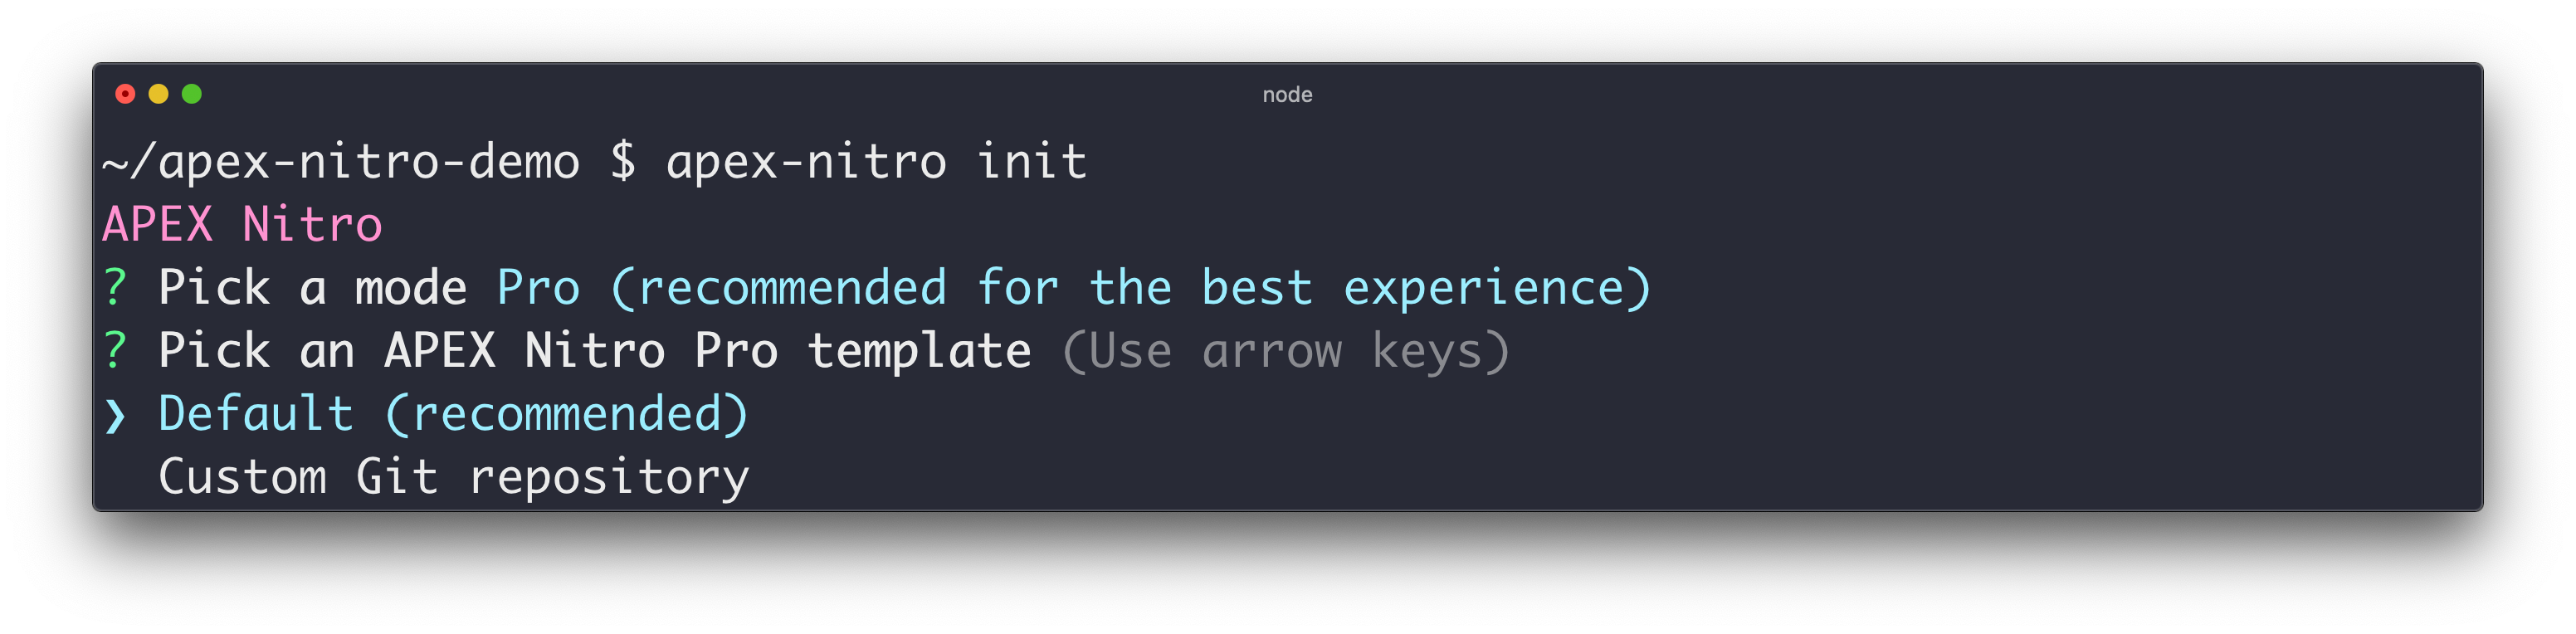 node
~/apex-nitro-demo $ apex-nitro init
APEX Nitro
? Pick a mode Pro (recommended for the best experience)
? Pick an APEX Nitro Pro template (Use arrow keys)
❯ Default (recommended)
Custom Git repository